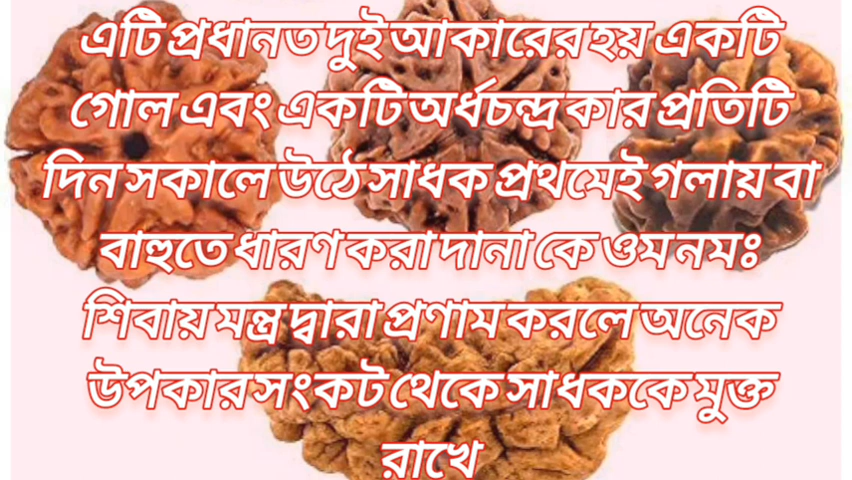 এটি প্রধানত দুই আকারের হয় একটি
গোল এবং একটি অর্ধচন্দ্র কার প্রতিটি
দিন সকালে উঠে সাধক প্রথমেই গলায় বা
বাহুতে ধারণ করা দানা কে ওম নমঃ
শিবায় মন্ত্র দ্বারা প্রণাম করলে অনেক
উপকার সংকট থেকে সাধককে মুক্ত
রাখে